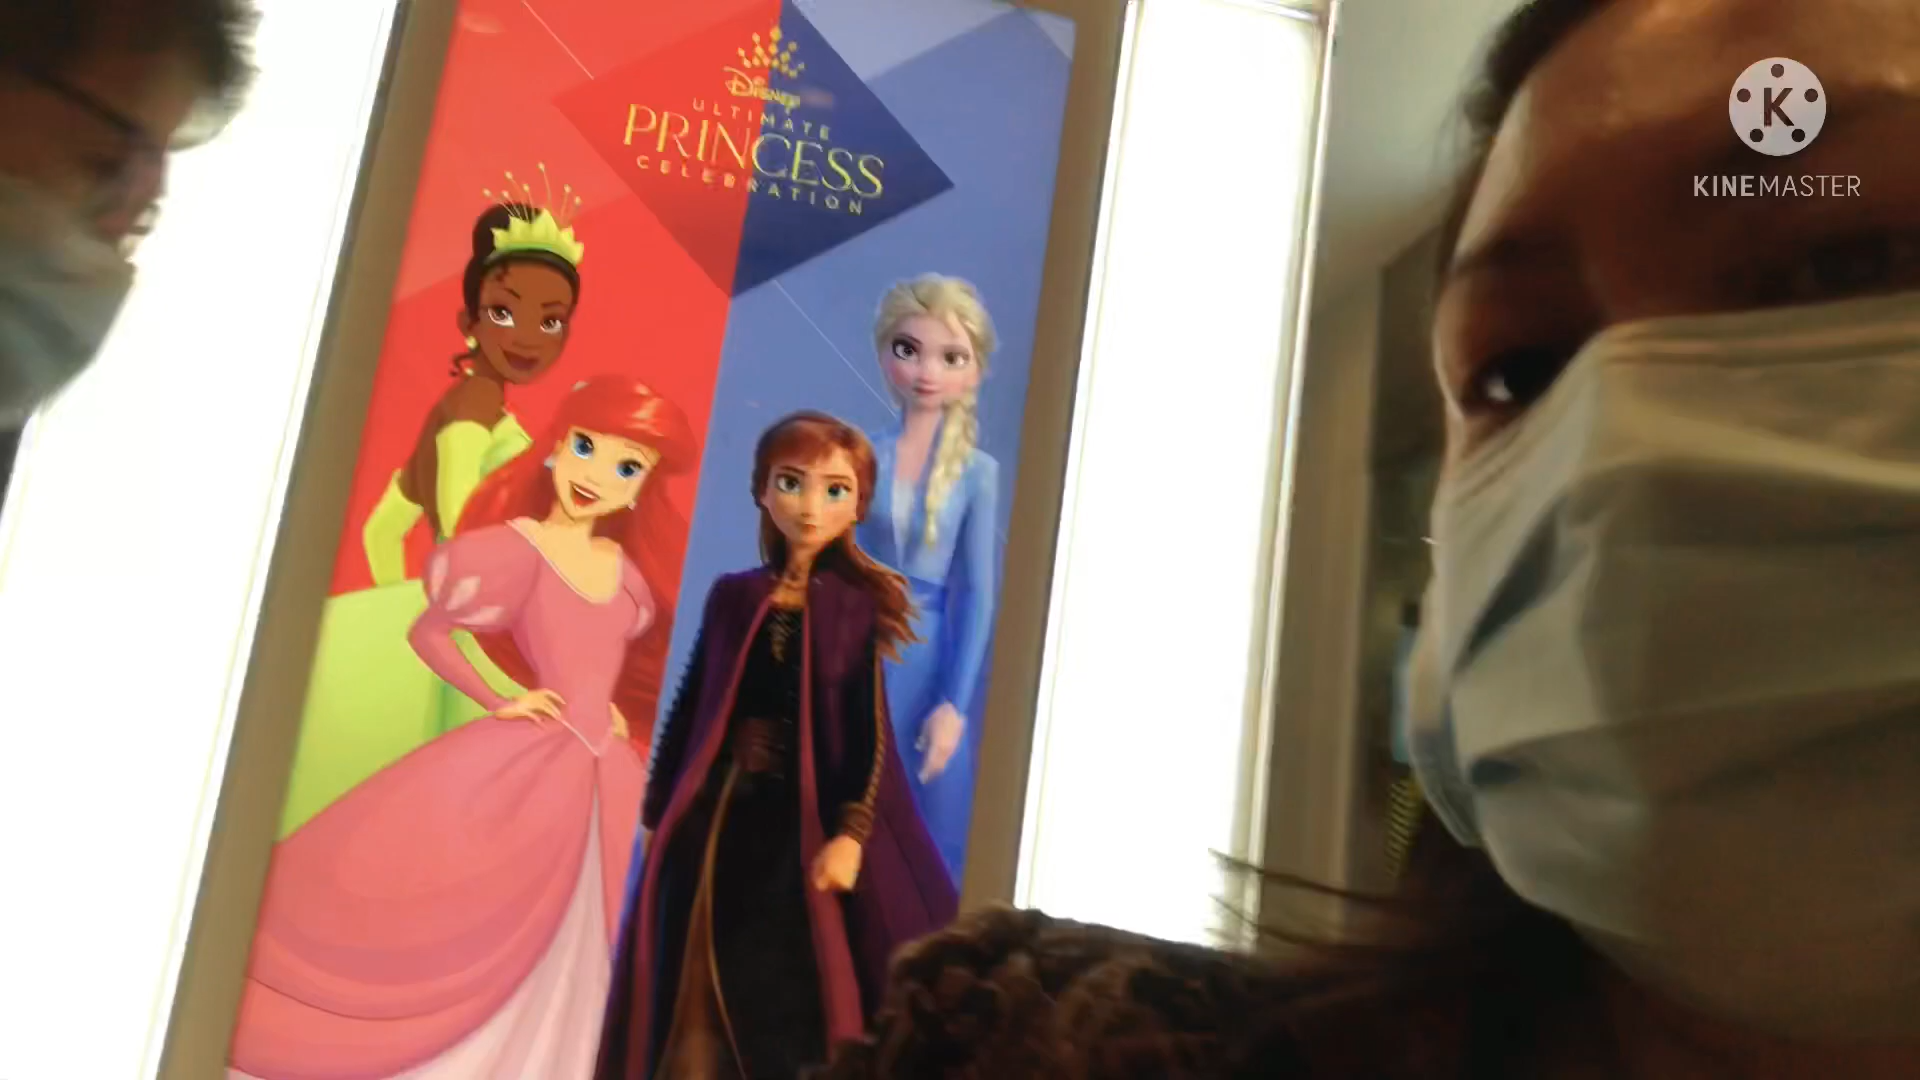 Disney
ULTIMATE
PRINCESS
CELEBRATION
K
KINEMASTER